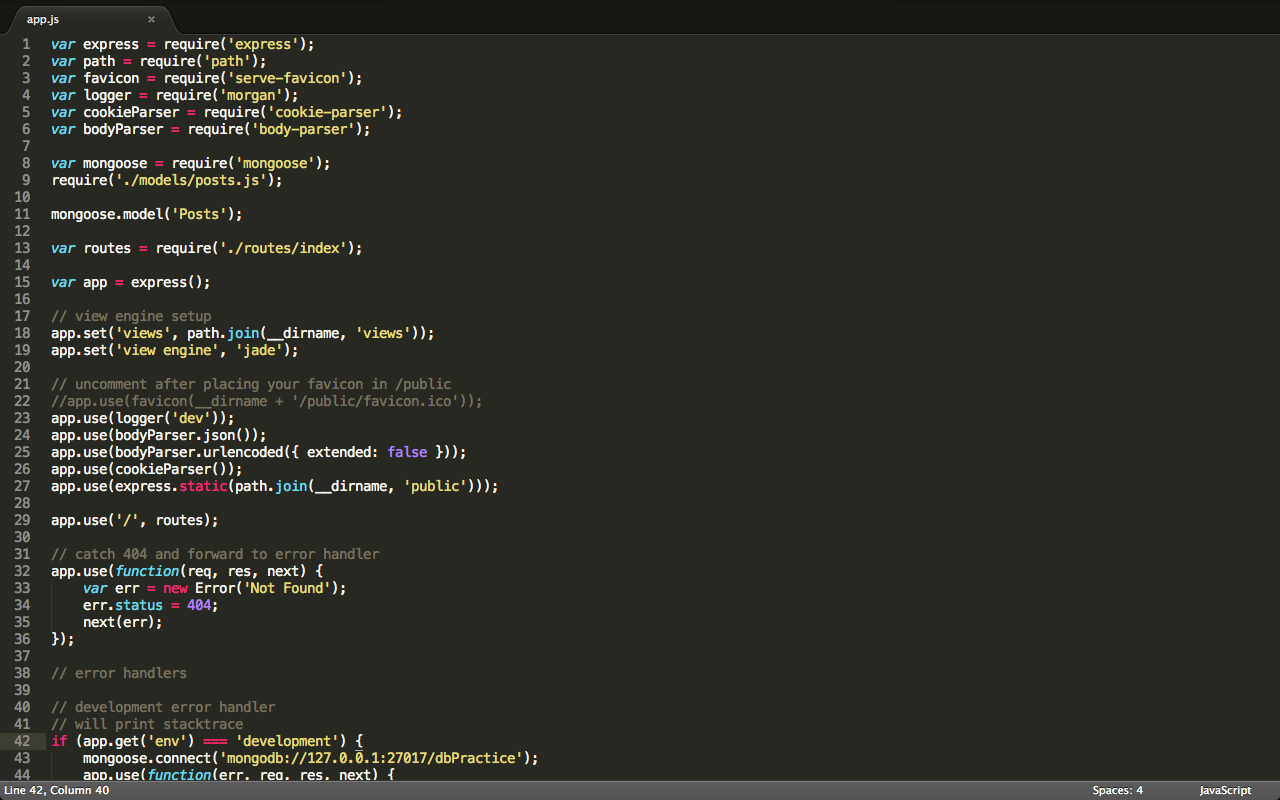 app.js ×
1 var express = require('express');
2 var path = require('path');
3 var favicon = require('serve-favicon');
4 var logger = require('morgan');
5 var cookieParser = require('cookie-parser');
6 var bodyParser = require('body-parser');
7
8 var mongoose = require('mongoose');
9 require('./models/posts.js');
10
11 mongoose.model('Posts');
12
13 var routes = require('./routes/index');
14
15 var app = express();
16
17 // view engine setup
18 app.set('views', path.join(__dirname, 'views'));
19 app.set('view engine', 'jade');
20
21 // uncomment after placing your favicon in /public
22 //app.use(favicon(__dirname + '/public/favicon.ico'));
23 app.use(logger('dev'));
24 app.use(bodyParser.json());
25 app.use(bodyParser.urlencoded({ extended: false }));
26 app.use(cookieParser());
27 app.use(express.static(path.join(__dirname, 'public')));
28
29 app.use('/', routes);
30
31 // catch 404 and forward to error handler
32 app.use(function(req, res, next) {
33     var err = new Error('Not Found');
34     err.status = 404;
35     next(err);
36 });
37
38 // error handlers
39
40 // development error handler
41 // will print stacktrace
42 if (app.get('env') === 'development') {
43     mongoose.connect('mongodb://127.0.0.1:27017/dbPractice');
44     app.use(function(err, req, res, next) {
Line 42, Column 40 Spaces: 4 JavaScript